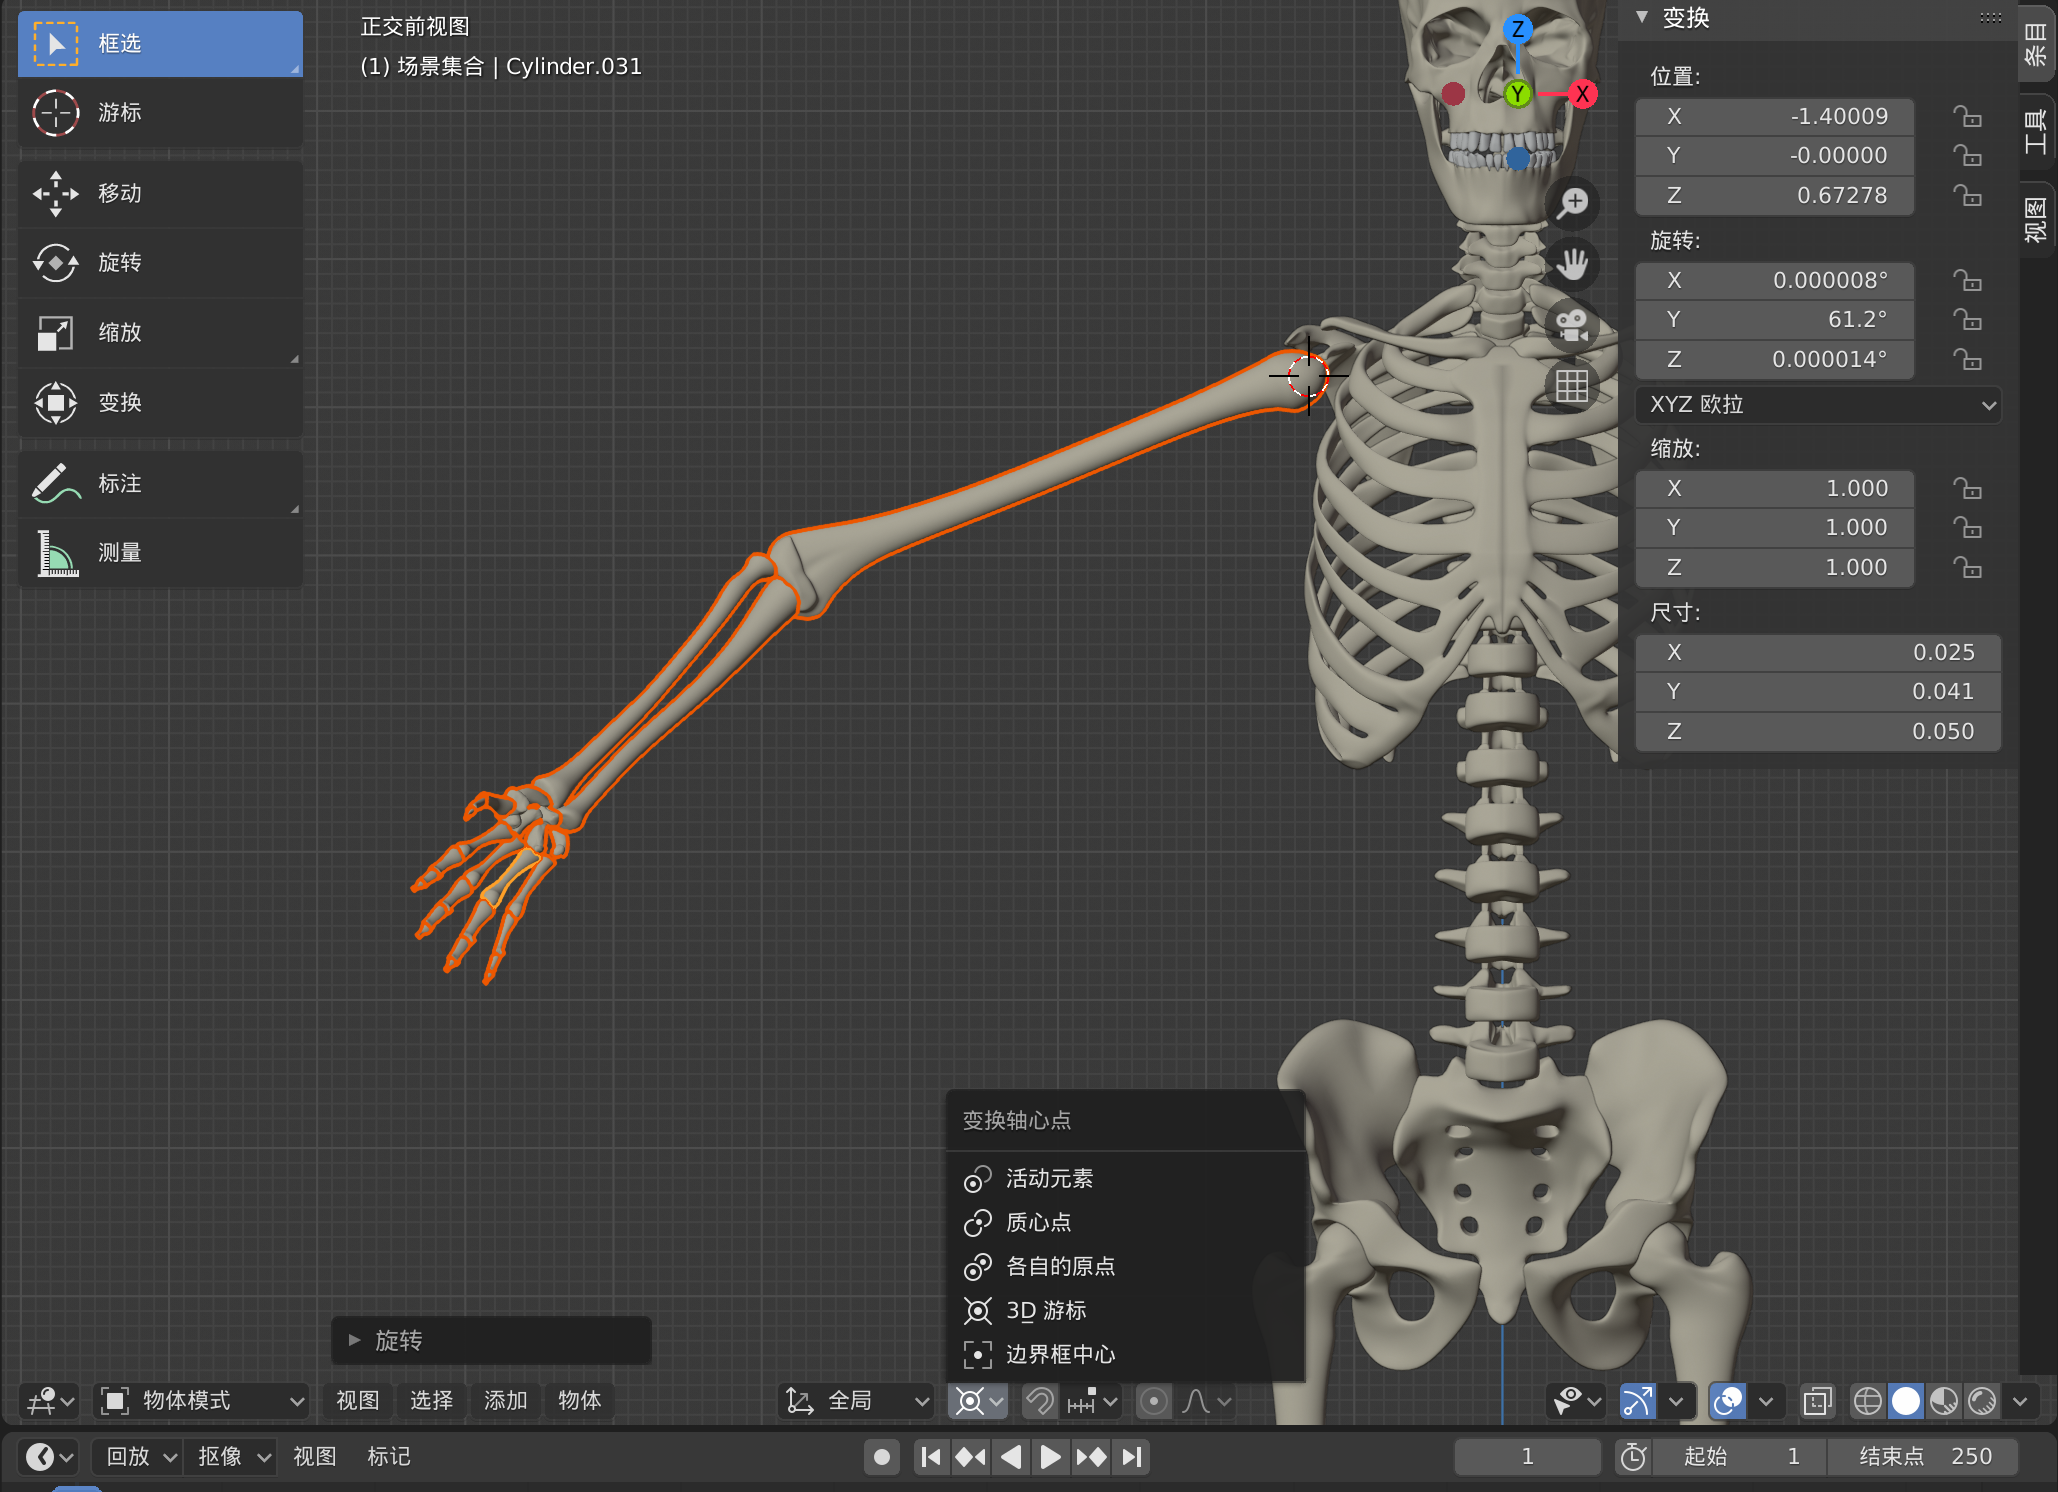 框选
游标
移动
旋转
缩放
变换
标注
测量
正交前视图
(1) 场景集合 | Cylinder.031
Z
Y
X
变换
位置:
X -1.40009
Y -0.00000
Z 0.67278
旋转:
X 0.000008°
Y 61.2°
Z 0.000014°
XYZ 欧拉
缩放:
X 1.000
Y 1.000
Z 1.000
尺寸:
X 0.025
Y 0.041
Z 0.050
条目
工具
视图
变换轴心点
活动元素
质心点
各自的原点
3D 游标
边界框中心
旋转
物体模式 视图 选择 添加 物体 全局
回放 抠像 视图 标记 1 起始 1 结束点 250